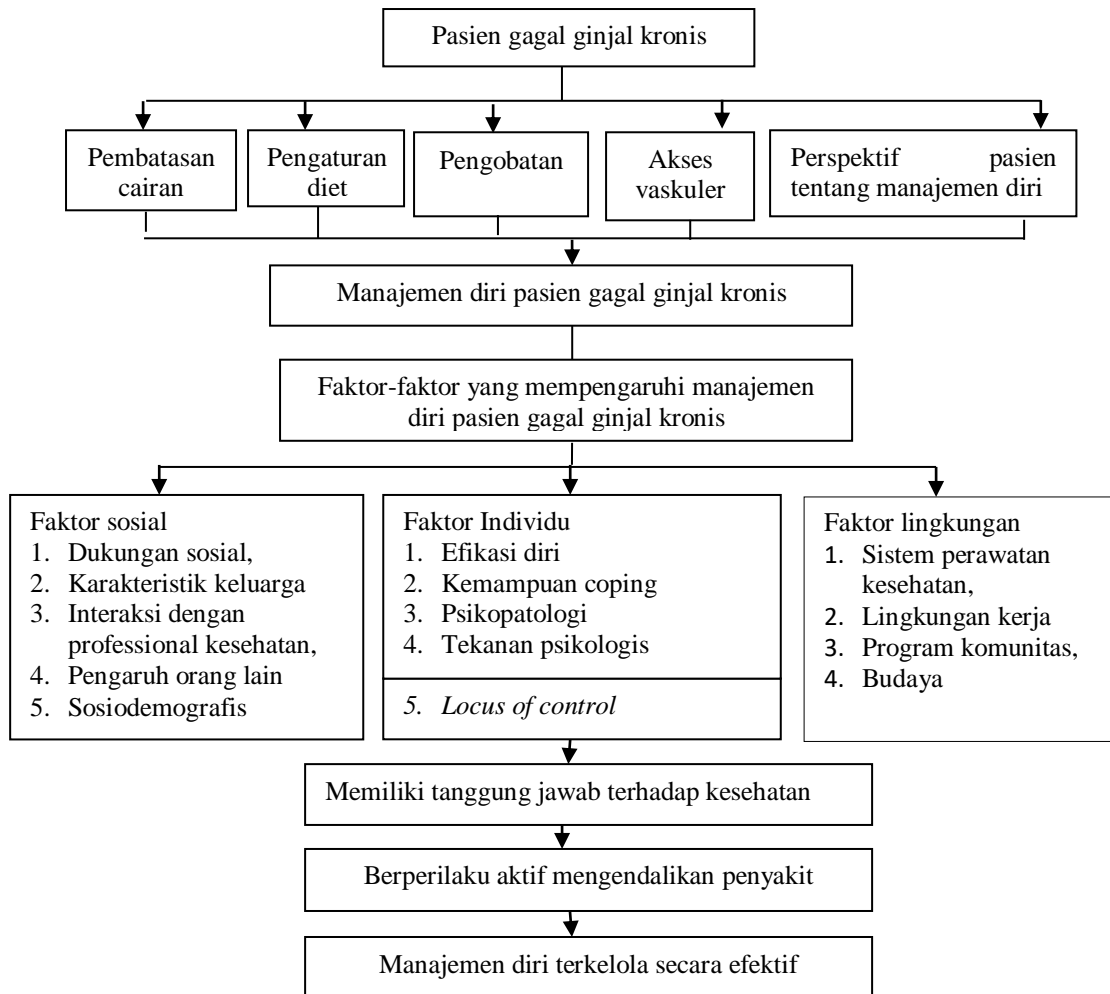 Pasien gagal ginjal kronis
Pembatasan
cairan
Pengaturan
diet
Pengobatan
Akses
vaskuler
Perspektif pasien
tentang manajemen diri
Manajemen diri pasien gagal ginjal kronis
Faktor-faktor yang mempengaruhi manajemen
diri pasien gagal ginjal kronis
Faktor sosial
1. Dukungan sosial,
2. Karakteristik keluarga
3. Interaksi dengan
professional kesehatan,
4. Pengaruh orang lain
5. Sosiodemografis
Faktor Individu
1. Efikasi diri
2. Kemampuan coping
3. Psikopatologi
4. Tekanan psikologis
5. Locus of control
Faktor lingkungan
1. Sistem perawatan
kesehatan,
2. Lingkungan kerja
3. Program komunitas,
4. Budaya
Memiliki tanggung jawab terhadap kesehatan
Berperilaku aktif mengendalikan penyakit
Manajemen diri terkelola secara efektif